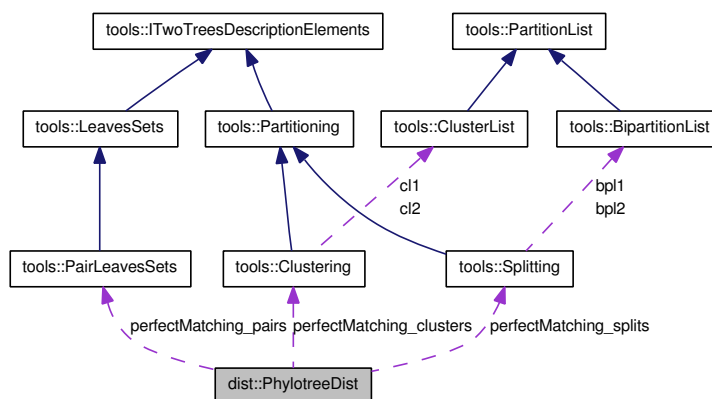 tools::ITwoTreesDescriptionElements
tools::PartitionList
tools::LeavesSets
tools::Partitioning
tools::ClusterList
tools::BipartitionList
cl1
cl2
bpl1
bpl2
tools::PairLeavesSets
tools::Clustering
tools::Splitting
perfectMatching_pairs
perfectMatching_clusters
perfectMatching_splits
dist::PhylotreeDist